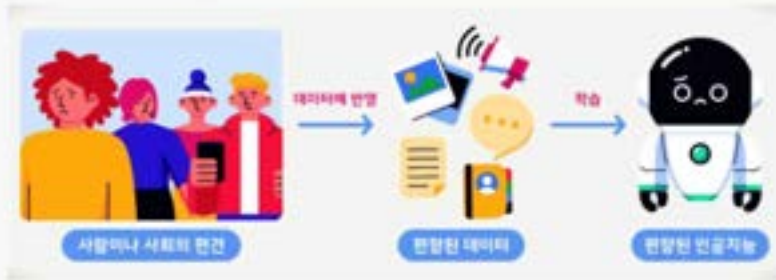 데이터에 반영
학습
사람이나 사회의 편견
편향된 데이터
편향된 인공지능